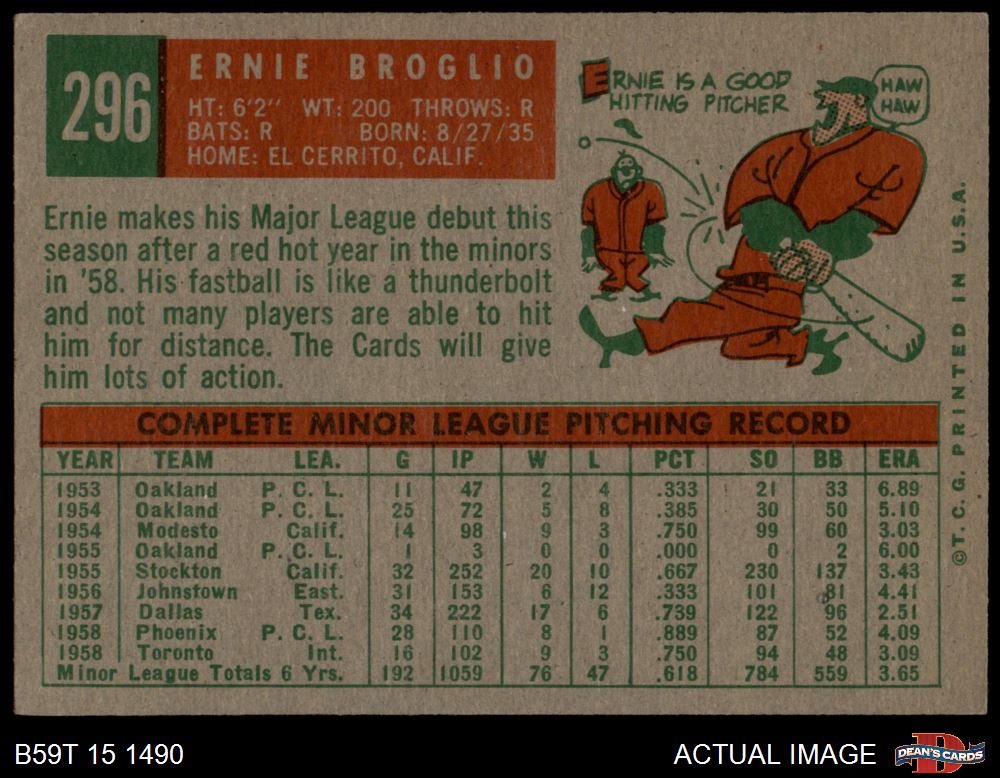 296
ERNIE BROGLIO
HT: 6'2" WT: 200 THROWS: R
BATS: R BORN: 8/27/35
HOME: EL CERRITO, CALIF.
ERNIE IS A GOOD
HITTING PITCHER
HAW
HAW
Ernie makes his Major League debut this
season after a red hot year in the minors
in '58. His fastball is like a thunderbolt
and not many players are able to hit
him for distance. The Cards will give
him lots of action.
COMPLETE MINOR LEAGUE PITCHING RECORD
YEAR TEAM LEA. G IP W L PCT SO BB ERA
1953 Oakland P. C. L. 11 47 2 4 .333 21 33 6.89
1954 Oakland P. C. L. 25 72 5 8 .385 30 50 5.10
1954 Modesto Calif. 14 98 9 3 .750 99 60 3.03
1955 Oakland P. C. L. 1 3 0 0 .000 0 2 6.00
1955 Stockton Calif. 32 252 20 10 .667 230 137 3.43
1956 Johnstown East. 31 153 6 12 .333 101 81 4.41
1957 Dallas Tex. 34 222 17 6 .739 122 96 2.51
1958 Phoenix P. C. L. 28 110 8 1 .889 87 52 4.09
1958 Toronto Int. 16 102 9 3 .750 94 48 3.09
Minor League Totals 6 Yrs. 192 1059 76 47 .618 784 559 3.65
©T. C. G. PRINTED IN U.S.A.
B59T 15 1490
ACTUAL IMAGE
DEAN'S CARDS